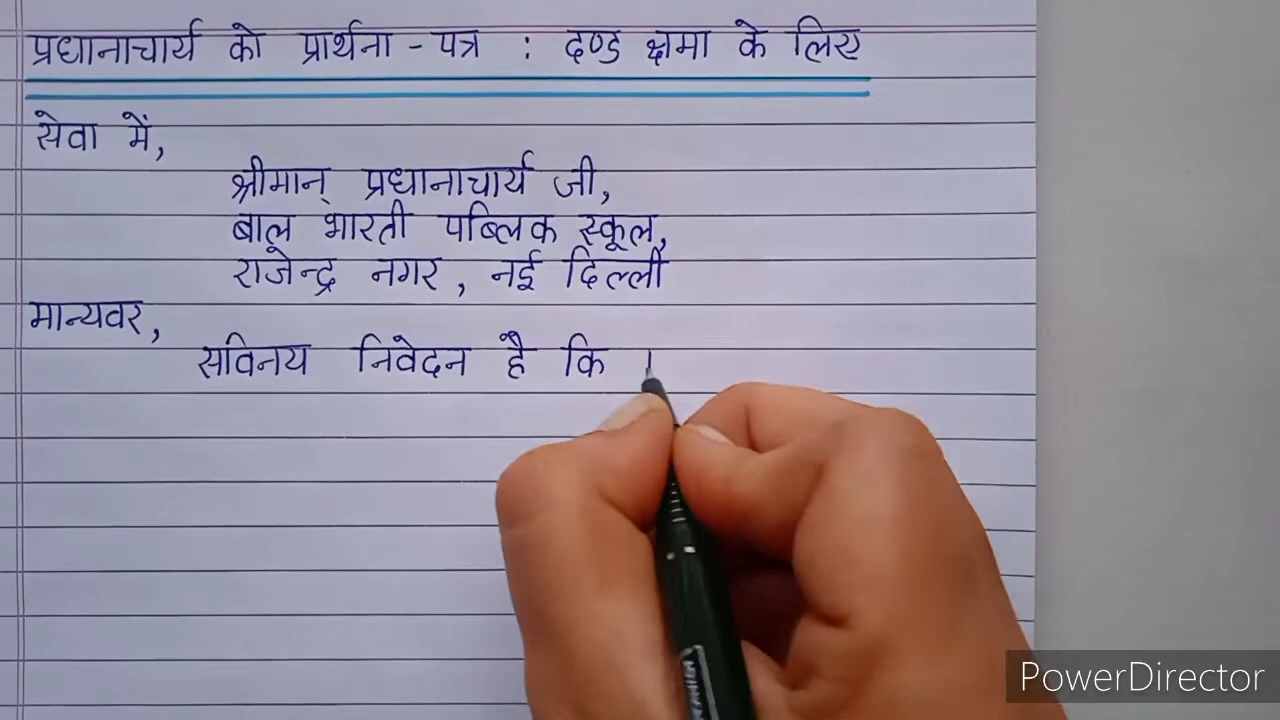 प्रधानाचार्य को प्रार्थना - पत्र : दण्ड क्षमा के लिए
सेवा में,
श्रीमान् प्रधानाचार्य जी,
बाल भारती पब्लिक स्कूल,
राजेन्द्र नगर, नई दिल्ली
मान्यवर,
सविनय निवेदन है कि
PowerDirector